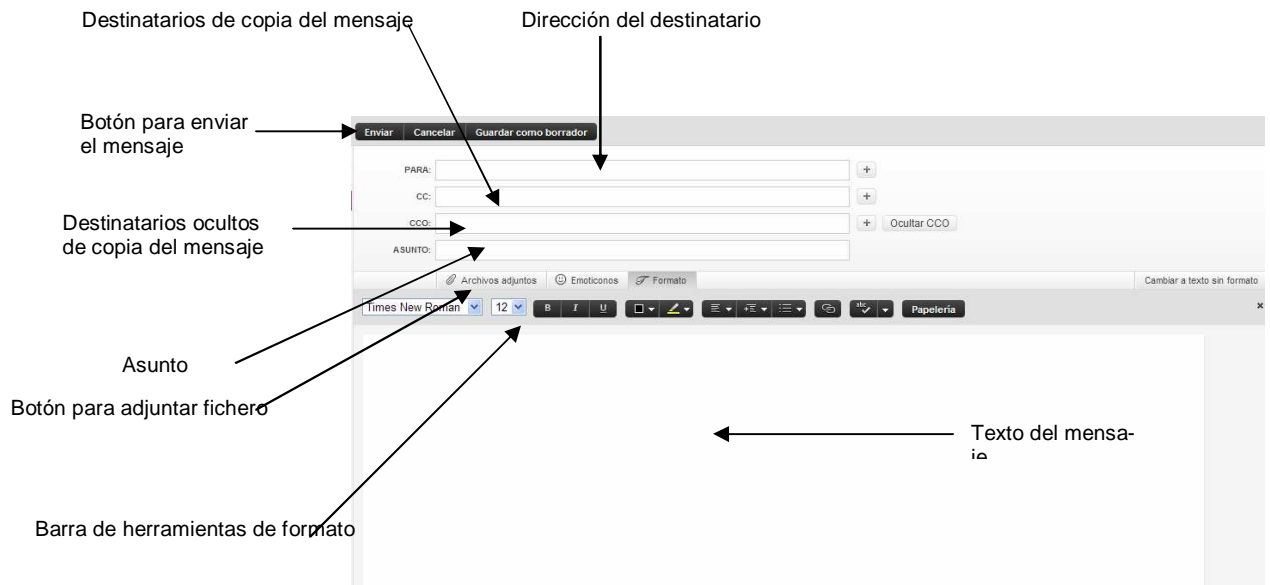 Destinatarios de copia del mensaje
Dirección del destinatario
Botón para enviar
el mensaje
Enviar Cancelar Guardar como borrador
PARA: +
CC: +
Destinatarios ocultos
de copia del mensaje
CCO: + Ocultar CCO
ASUNTO:
Archivos adjuntos Emoticonos Formato Cambiar a texto sin formato
Times New Roman 12 B I U abc Papelería ×
Asunto
Botón para adjuntar fichero
Texto del mensa-
je
Barra de herramientas de formato